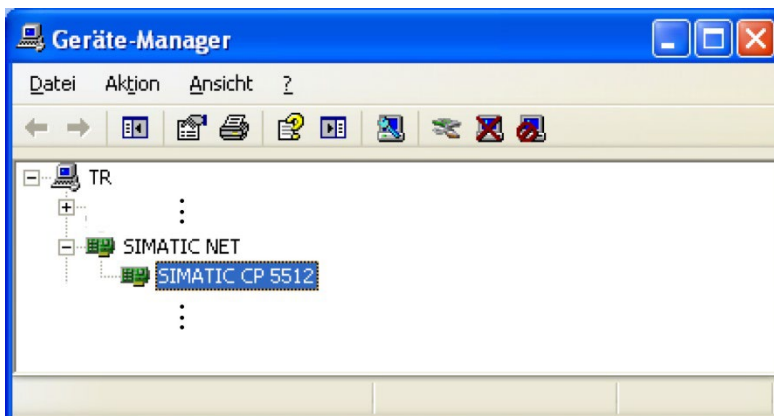 Geräte-Manager
Datei Aktion Ansicht ?
TR
SIMATIC NET
SIMATIC CP 5512